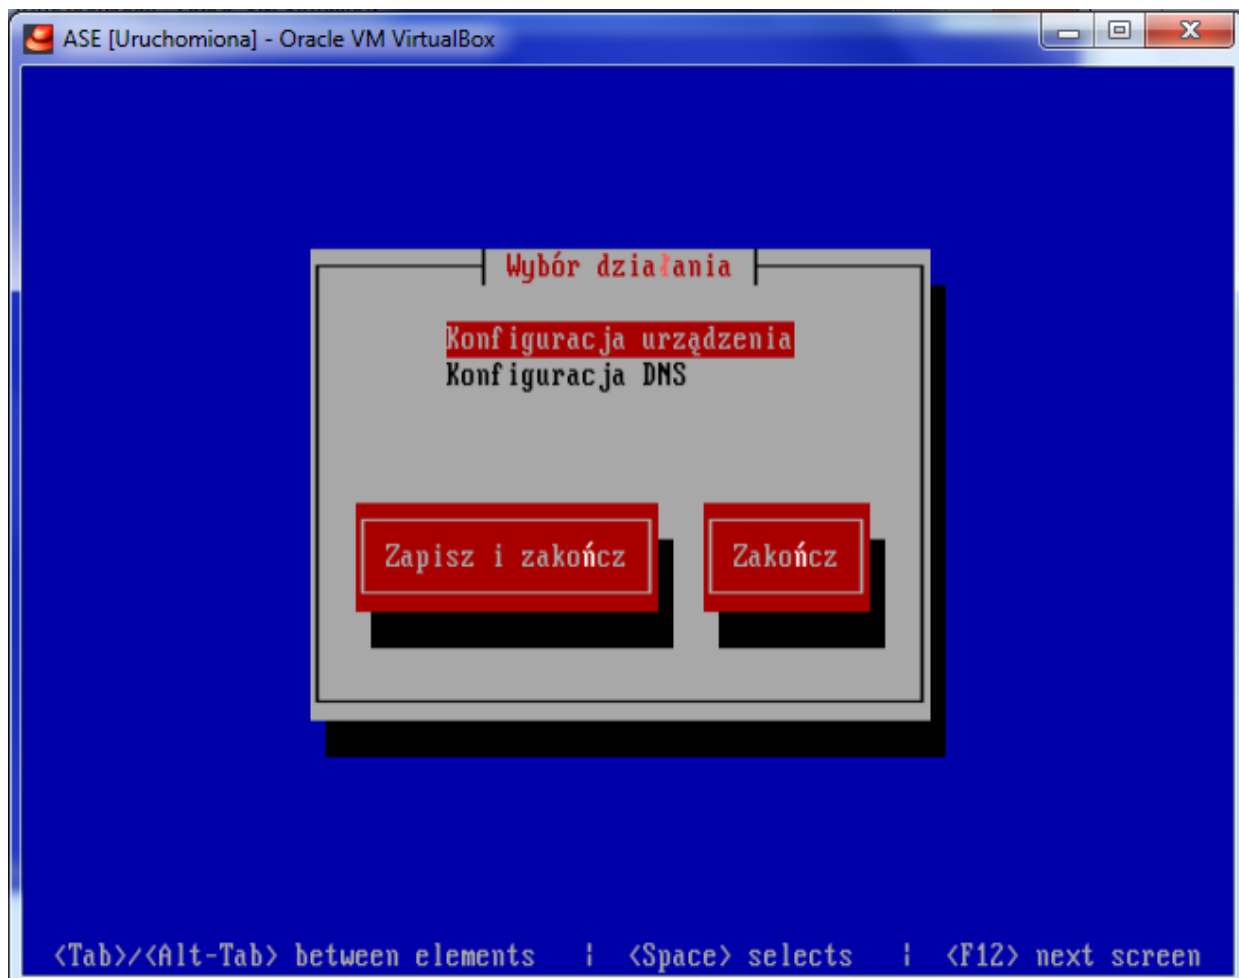 ASE [Uruchomiona] - Oracle VM VirtualBox
Wybór działania
Konfiguracja urządzenia
Konfiguracja DNS
Zapisz i zakończ Zakończ
<Tab>/<Alt-Tab> between elements | <Space> selects | <F12> next screen